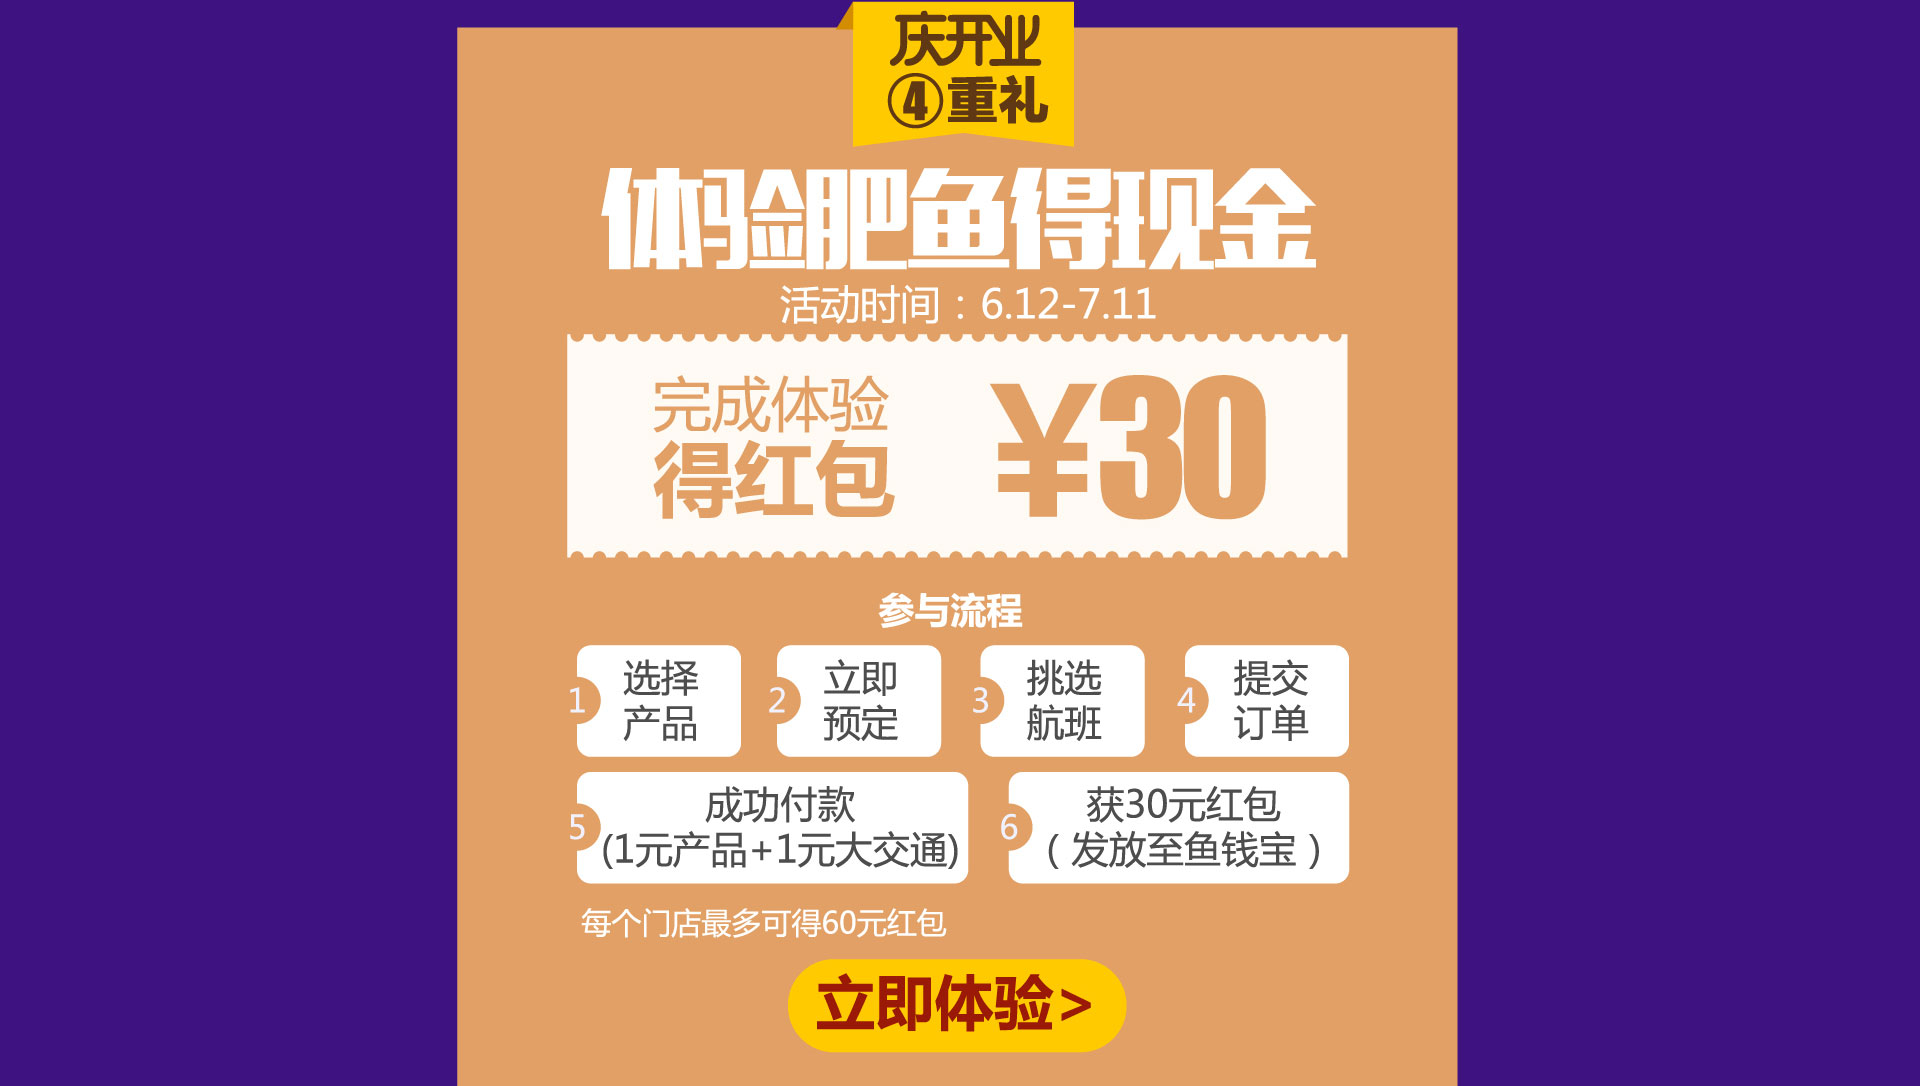 庆开业
④重礼
体验肥鱼得现金
活动时间：6.12-7.11
完成体验
得红包
¥30
参与流程
1
选择
产品
2
立即
预定
3
挑选
航班
4
提交
订单
5
成功付款
(1元产品+1元大交通)
6
获30元红包
（发放至鱼钱宝）
每个门店最多可得60元红包
立即体验>